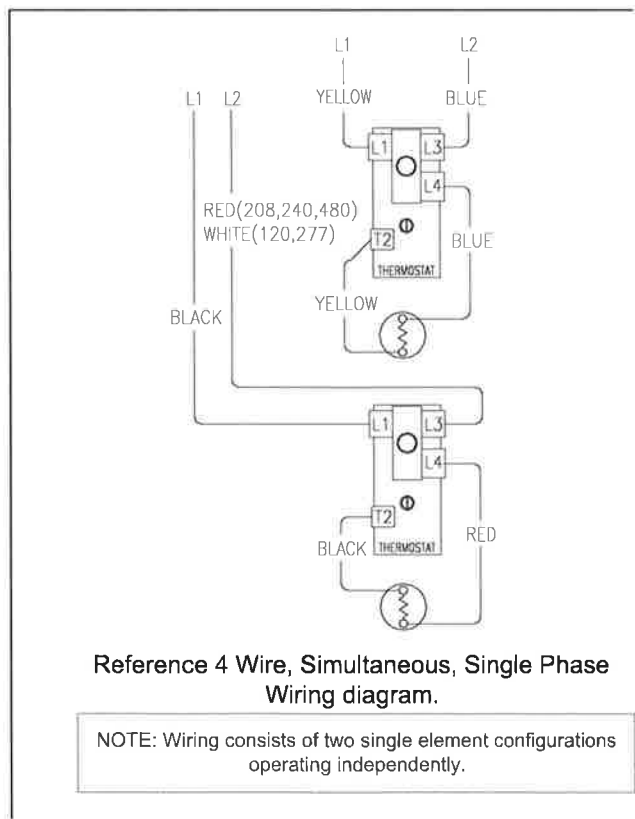 L1 L2
YELLOW BLUE
L1 L2
L1 L3
L4
RED(208,240,480)
WHITE(120,277)
T2
BLUE
THERMOSTAT
YELLOW
BLACK
L1 L3
L4
T2
RED
BLACK
THERMOSTAT
Reference 4 Wire, Simultaneous, Single Phase
Wiring diagram.
NOTE: Wiring consists of two single element configurations
operating independently.